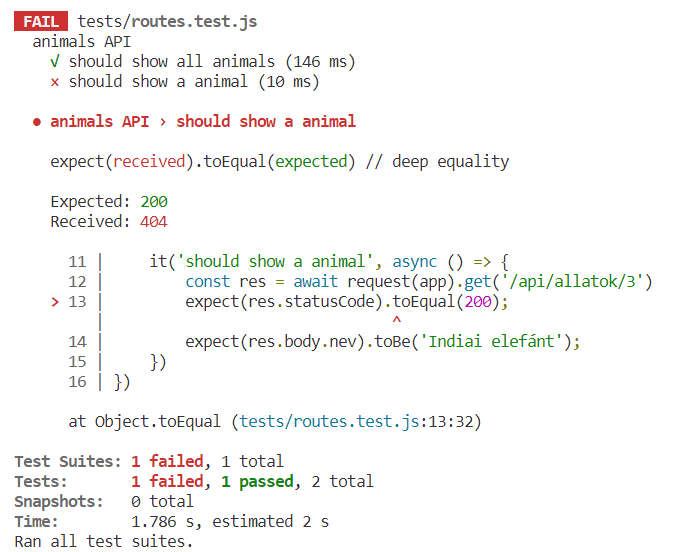 FAIL tests/routes.test.js
animals API
√ should show all animals (146 ms)
× should show a animal (10 ms)
● animals API › should show a animal
expect(received).toEqual(expected) // deep equality
Expected: 200
Received: 404
11 | it('should show a animal', async () => {
12 | const res = await request(app).get('/api/allatok/3')
> 13 | expect(res.statusCode).toEqual(200);
| ^
14 | expect(res.body.nev).toBe('Indiai elefánt');
15 | })
16 | })
at Object.toEqual (tests/routes.test.js:13:32)
Test Suites: 1 failed, 1 total
Tests: 1 failed, 1 passed, 2 total
Snapshots: 0 total
Time: 1.786 s, estimated 2 s
Ran all test suites.